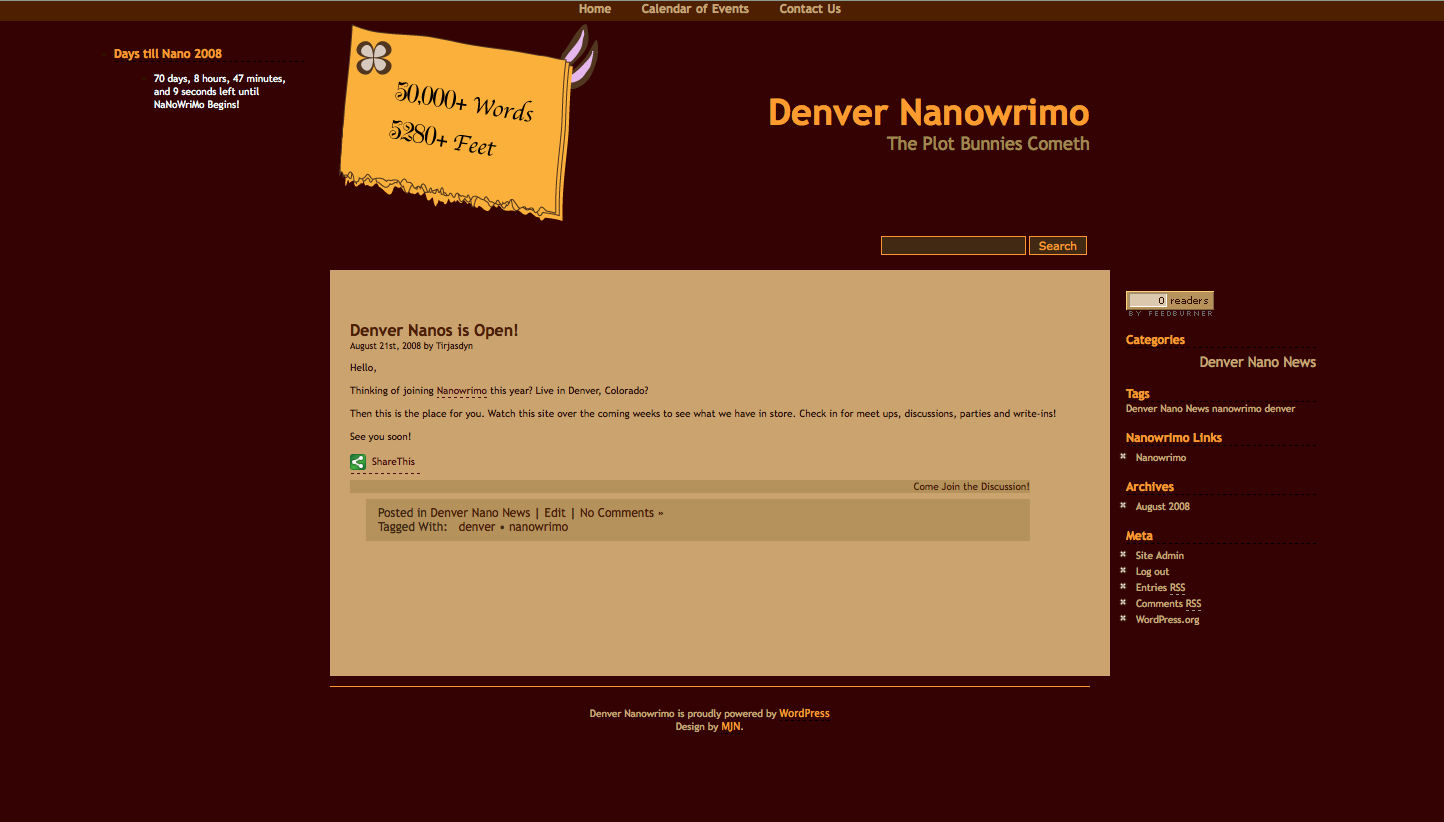 Home Calendar of Events Contact Us
Days till Nano 2008
70 days, 8 hours, 47 minutes,
and 9 seconds left until
NaNoWriMo Begins!
50,000+ Words
5280+ Feet
Denver Nanowrimo
The Plot Bunnies Cometh
Search
Denver Nanos is Open!
August 21st, 2008 by Tirjasdyn
Hello,
Thinking of joining Nanowrimo this year? Live in Denver, Colorado?
Then this is the place for you. Watch this site over the coming weeks to see what we have in store. Check in for meet ups, discussions, parties and write-ins!
See you soon!
ShareThis
Come Join the Discussion!
Posted in Denver Nano News | Edit | No Comments »
Tagged With: denver • nanowrimo
0 readers
BY FEEDBURNER
Categories
Denver Nano News
Tags
Denver Nano News nanowrimo denver
Nanowrimo Links
Nanowrimo
Archives
August 2008
Meta
Site Admin
Log out
Entries RSS
Comments RSS
WordPress.org
Denver Nanowrimo is proudly powered by WordPress
Design by MJN.